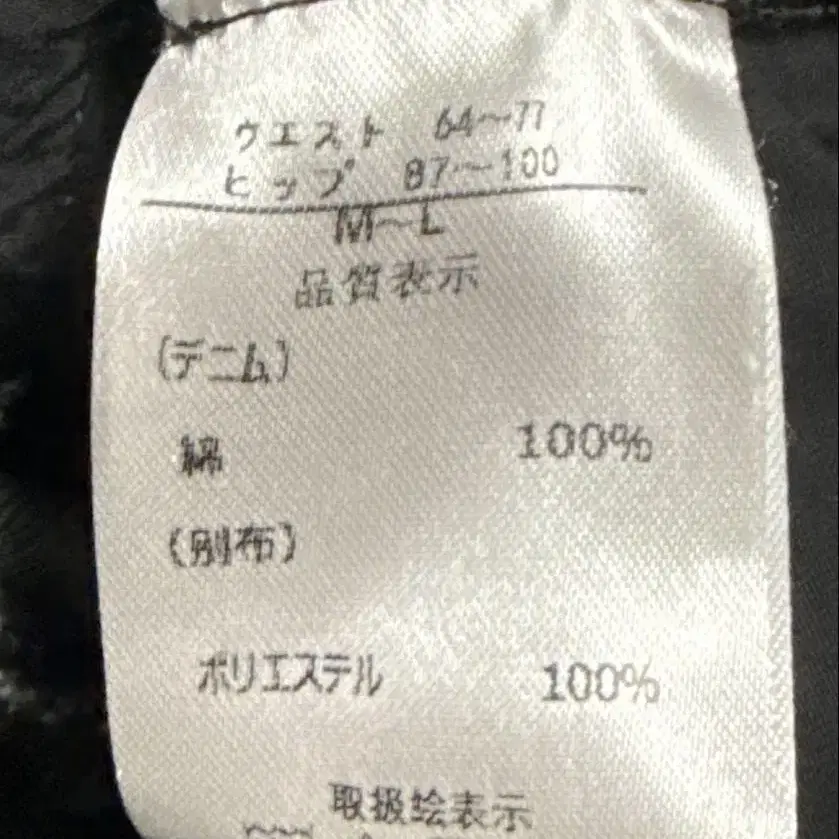 ウエスト 64～77
ヒップ 87～100
M～L
品質表示
(デニム)
綿 100%
(別布)
ポリエステル 100%
取扱絵表示